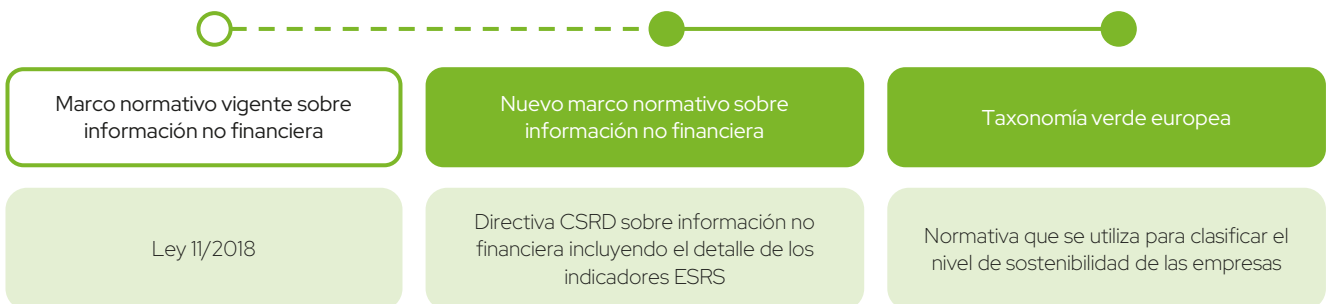 Marco normativo vigente sobre
información no financiera
Nuevo marco normativo sobre
información no financiera
Taxonomía verde europea
Ley 11/2018
Directiva CSRD sobre información no
financiera incluyendo el detalle de los
indicadores ESRS
Normativa que se utiliza para clasificar el
nivel de sostenibilidad de las empresas